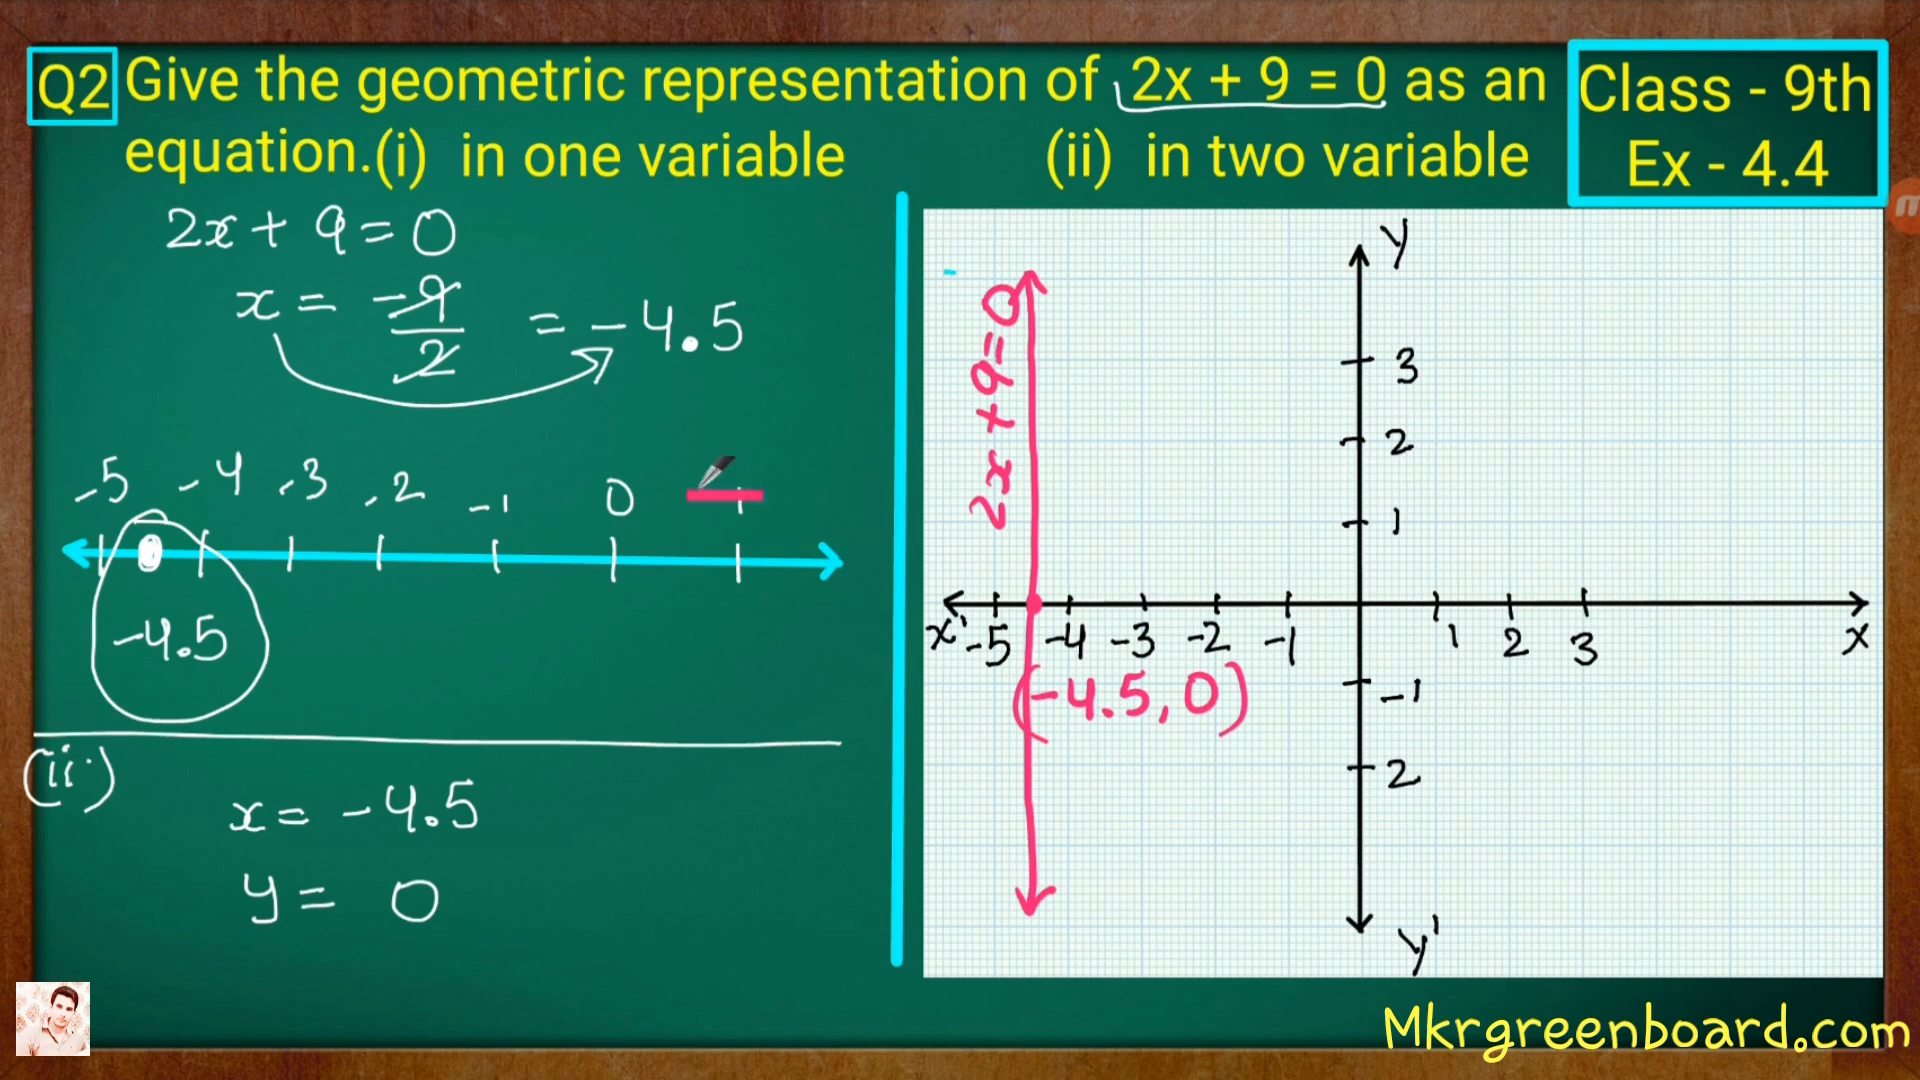 Q2 Give the geometric representation of 2x + 9 = 0 as an
equation.(i) in one variable (ii) in two variable
Class - 9th
Ex - 4.4
2x + 9 = 0
x = -9/2 = -4.5
-5 -4 -3 -2 -1 0
-4.5
(ii)
x = -4.5
y = 0
y
2x + 9 = 0
3
2
1
x' -5 -4 -3 -2 -1 1 2 3 x
(-4.5, 0)
-1
-2
y'
Mkrgreenboard.com